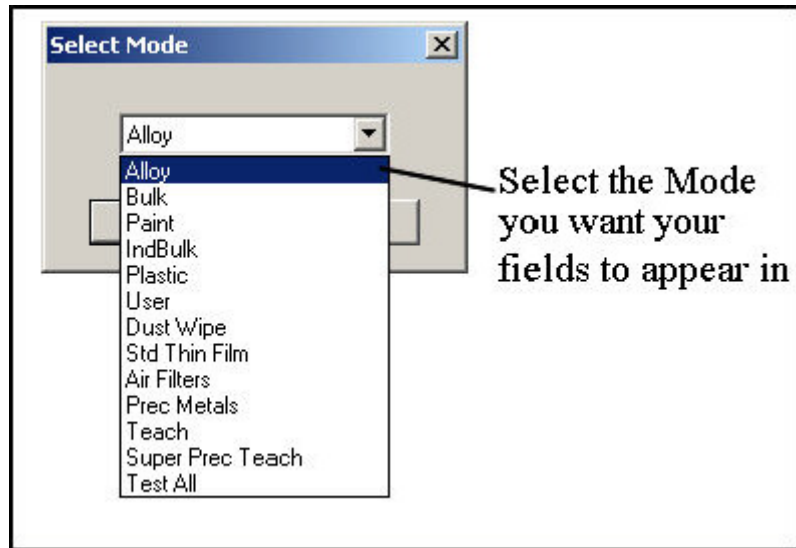 Select Mode
Alloy
Alloy
Bulk
Paint
IndBulk
Plastic
User
Dust Wipe
Std Thin Film
Air Filters
Prec Metals
Teach
Super Prec Teach
Test All
Select the Mode
you want your
fields to appear in